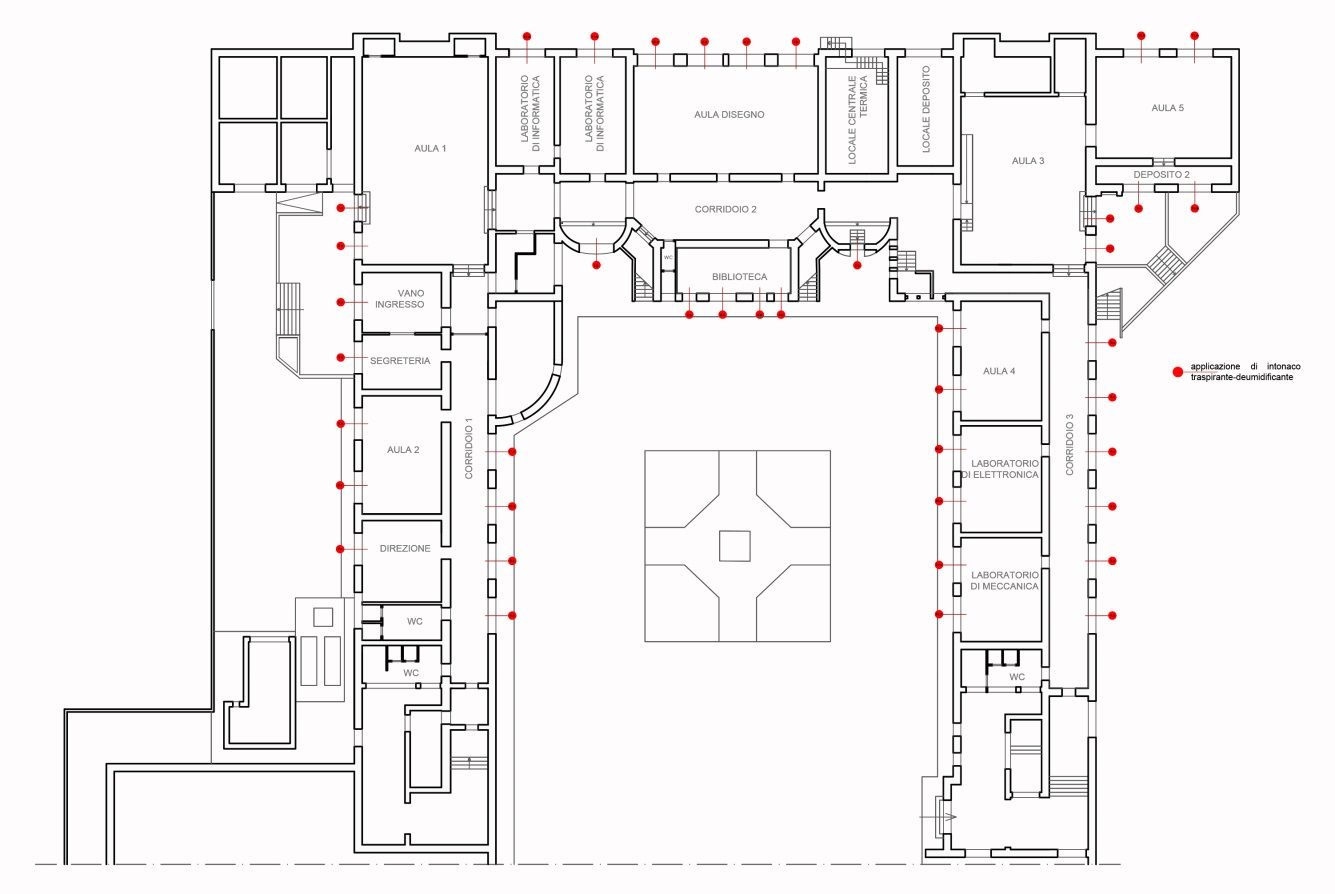 AULA 1
LABORATORIO
DI INFORMATICA
LABORATORIO
DI INFORMATICA
AULA DISEGNO
LOCALE CENTRALE
TERMICA
LOCALE DEPOSITO
AULA 3
AULA 5
DEPOSITO 2
CORRIDOIO 2
WC
BIBLIOTECA
VANO
INGRESSO
SEGRETERIA
AULA 2
CORRIDOIO 1
DIREZIONE
WC
WC
AULA 4
LABORATORIO
DI ELETTRONICA
CORRIDOIO 3
LABORATORIO
DI MECCANICA
WC
applicazione di intonaco
traspirante-deumidificante